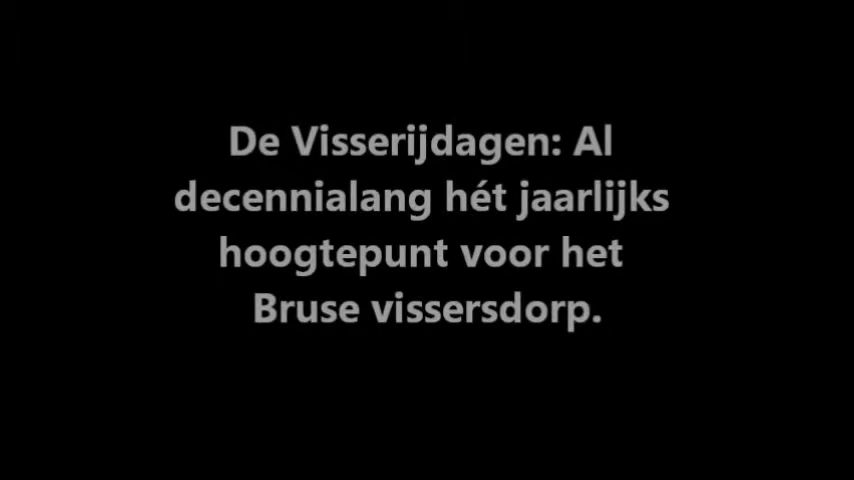 De Visserijdagen: Al
decennialang hét jaarlijks
hoogtepunt voor het
Bruse vissersdorp.